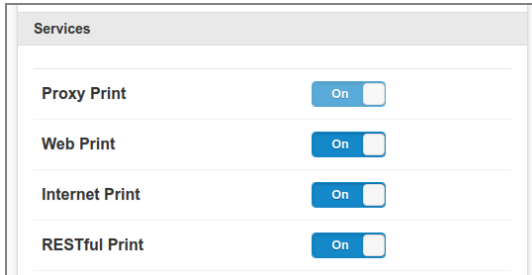 Services
Proxy Print On
Web Print On
Internet Print On
RESTful Print On